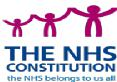 THE NHS
CONSTITUTION
the NHS belongs to us all